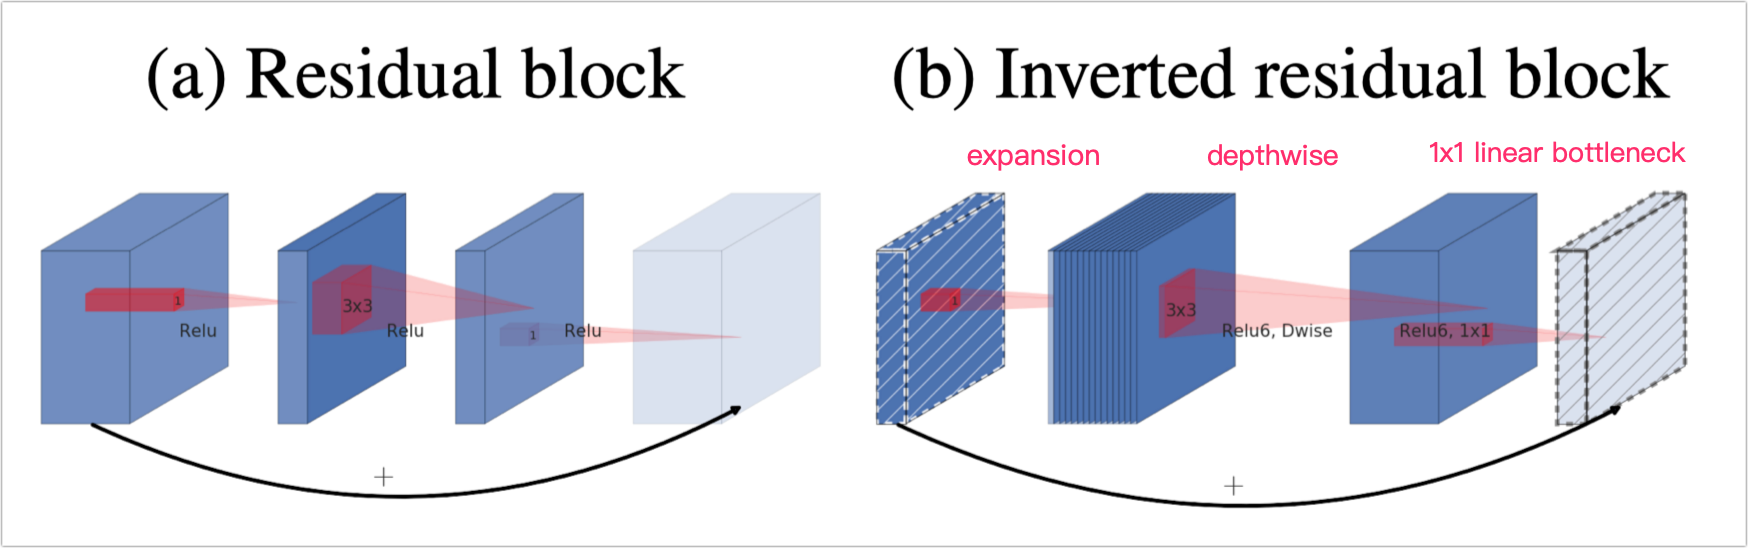 (a) Residual block
1
Relu
3x3
Relu
1
Relu
+
(b) Inverted residual block
expansion
depthwise
1x1 linear bottleneck
1
3x3
Relu6, Dwise
Relu6, 1x1
+